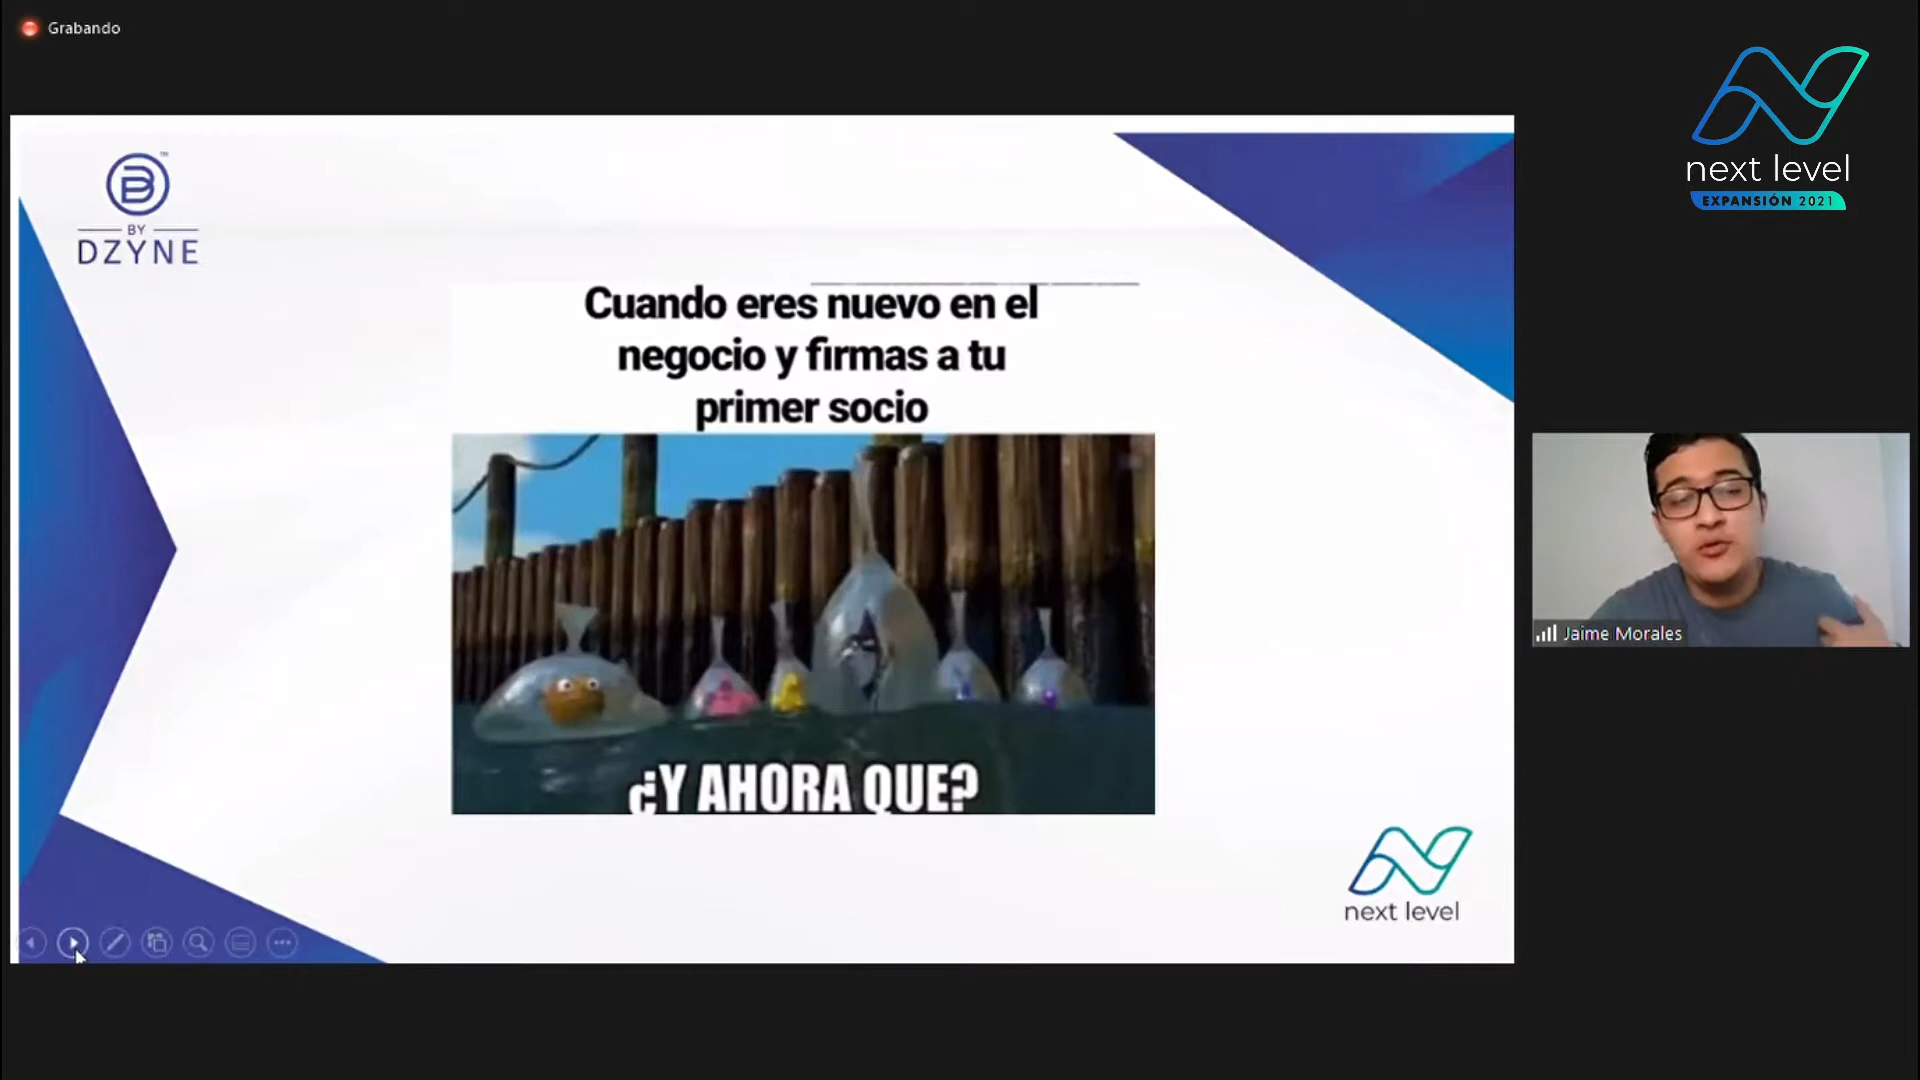 Grabando
next level
EXPANSIÓN 2021
B
™
BY
DZYNE
Cuando eres nuevo en el
negocio y firmas a tu
primer socio
¿Y AHORA QUE?
next level
Jaime Morales